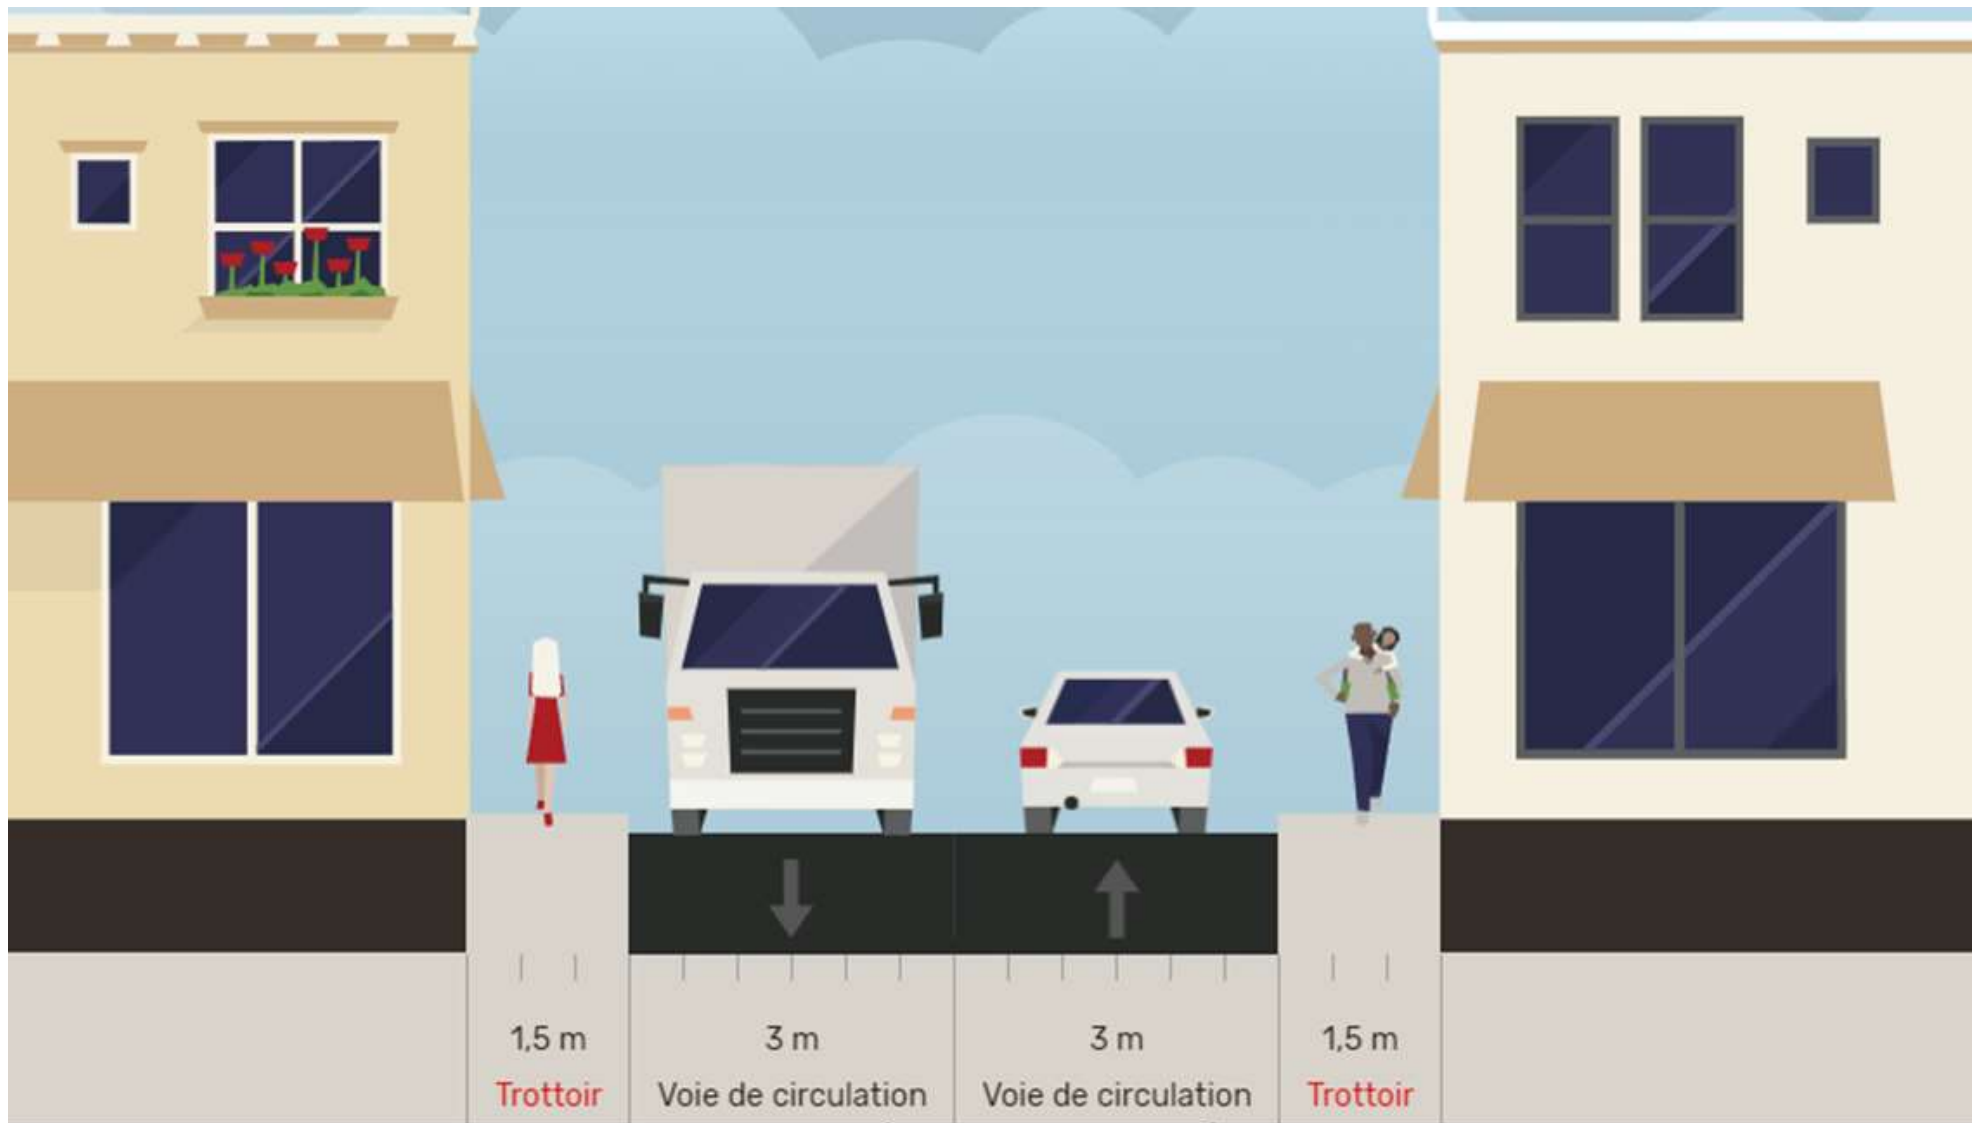 1,5 m
3 m
3 m
1,5 m
Trottoir
Voie de circulation
Voie de circulation
Trottoir